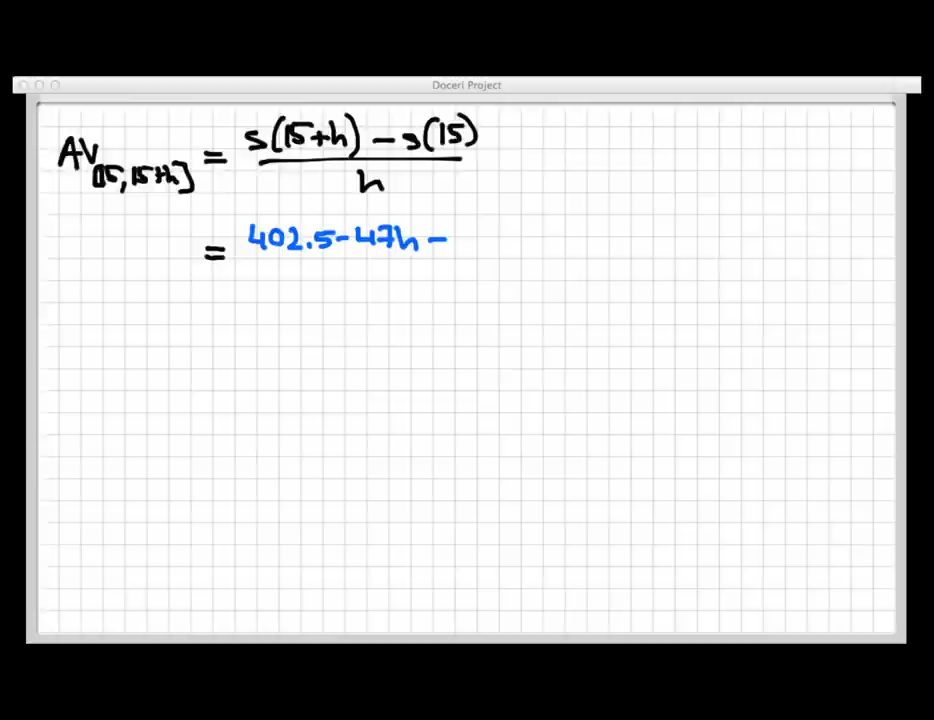 Doceri Project
AV[15, 15+h] = s(15+h) - s(15)
h
= 402.5 - 47h -